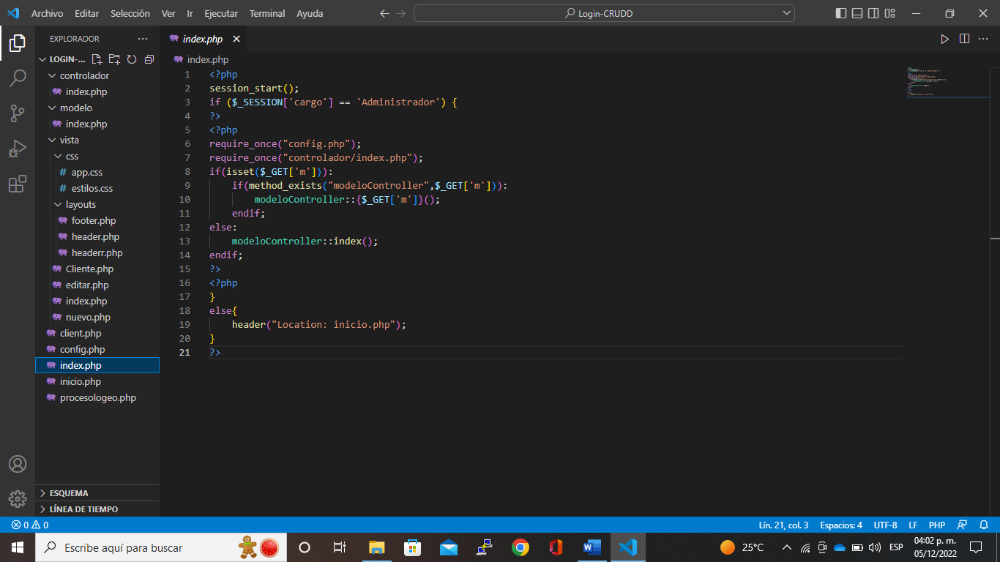 Archivo Editar Selección Ver Ir Ejecutar Terminal Ayuda
Login-CRUDD
EXPLORADOR
LOGIN-...
controlador
index.php
modelo
index.php
vista
css
# app.css
# estilos.css
layouts
footer.php
header.php
headerr.php
Cliente.php
editar.php
index.php
nuevo.php
client.php
config.php
index.php
inicio.php
procesologeo.php
ESQUEMA
LÍNEA DE TIEMPO
index.php
index.php
1 <?php
2 session_start();
3 if ($_SESSION['cargo'] == 'Administrador') {
4 ?>
5 <?php
6 require_once("config.php");
7 require_once("controlador/index.php");
8 if(isset($_GET['m'])):
9     if(method_exists("modeloController",$_GET['m'])):
10         modeloController::{$_GET['m']}();
11     endif;
12 else:
13     modeloController::index();
14 endif;
15 ?>
16 <?php
17 }
18 else{
19     header("Location: inicio.php");
20 }
21 ?>
0 0
Lín. 21, col. 3 Espacios: 4 UTF-8 LF PHP
Escribe aquí para buscar
25°C
ESP
04:02 p. m.
05/12/2022